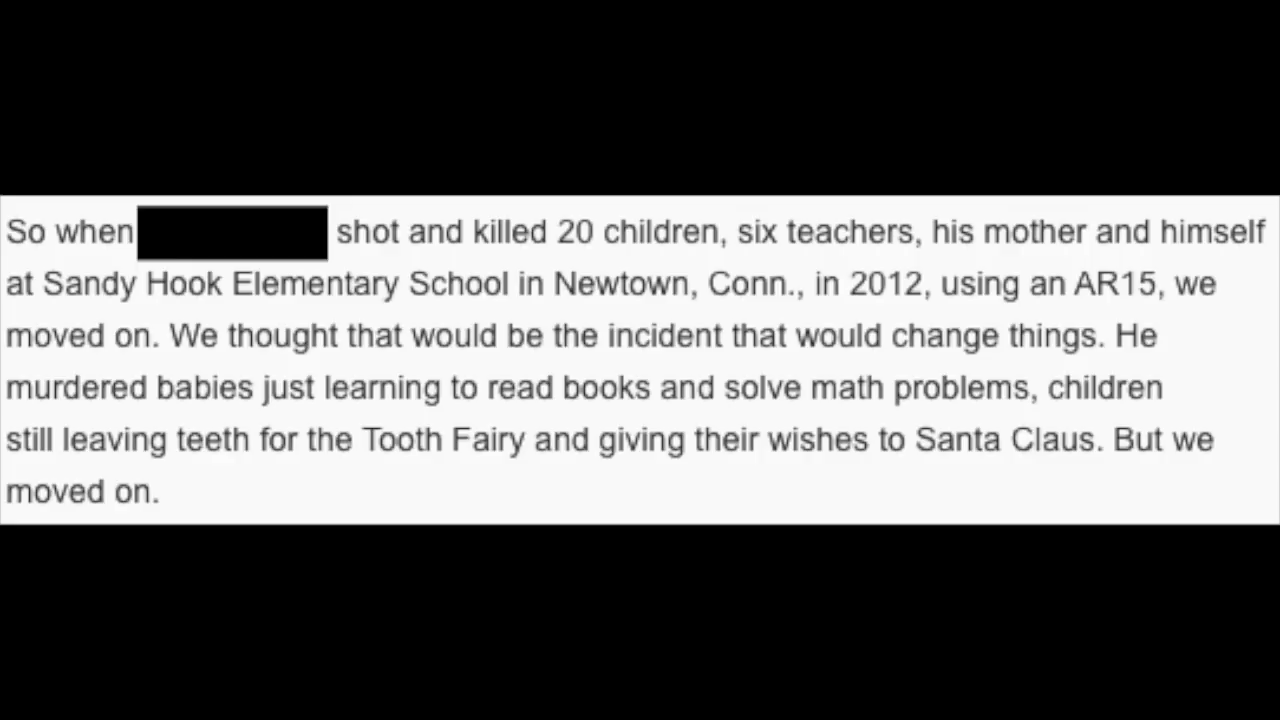 So when shot and killed 20 children, six teachers, his mother and himself
at Sandy Hook Elementary School in Newtown, Conn., in 2012, using an AR15, we
moved on. We thought that would be the incident that would change things. He
murdered babies just learning to read books and solve math problems, children
still leaving teeth for the Tooth Fairy and giving their wishes to Santa Claus. But we
moved on.